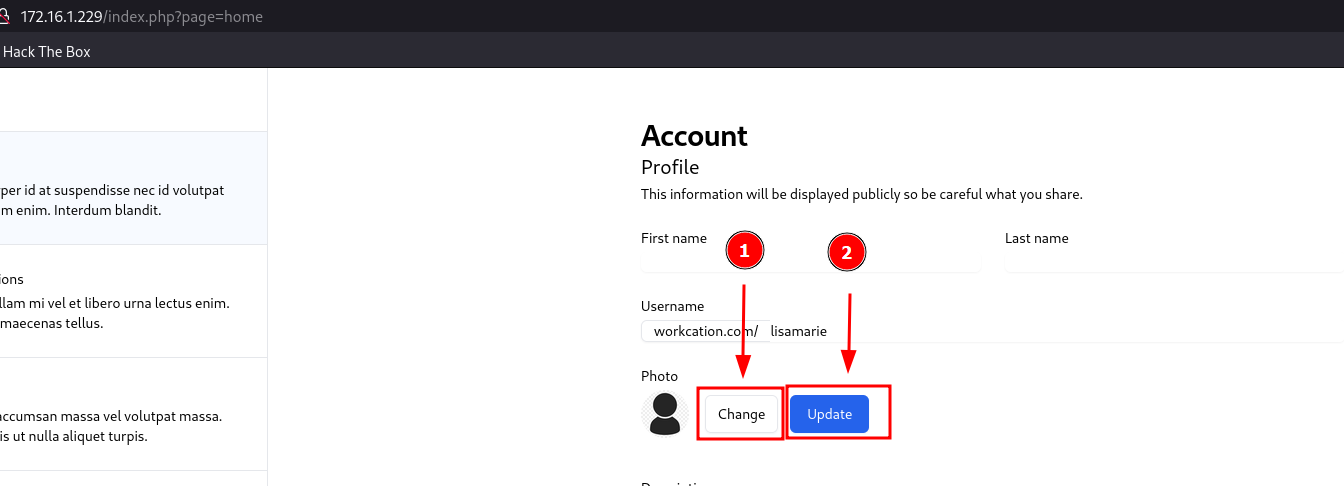 172.16.1.229/index.php?page=home
Hack The Box
per id at suspendisse nec id volutpat
m enim. Interdum blandit.
ions
llam mi vel et libero urna lectus enim.
maecenas tellus.
accumsan massa vel volutpat massa.
is ut nulla aliquet turpis.
Account
Profile
This information will be displayed publicly so be careful what you share.
First name
Last name
1
2
Username
workcation.com/ lisamarie
Photo
Change
Update